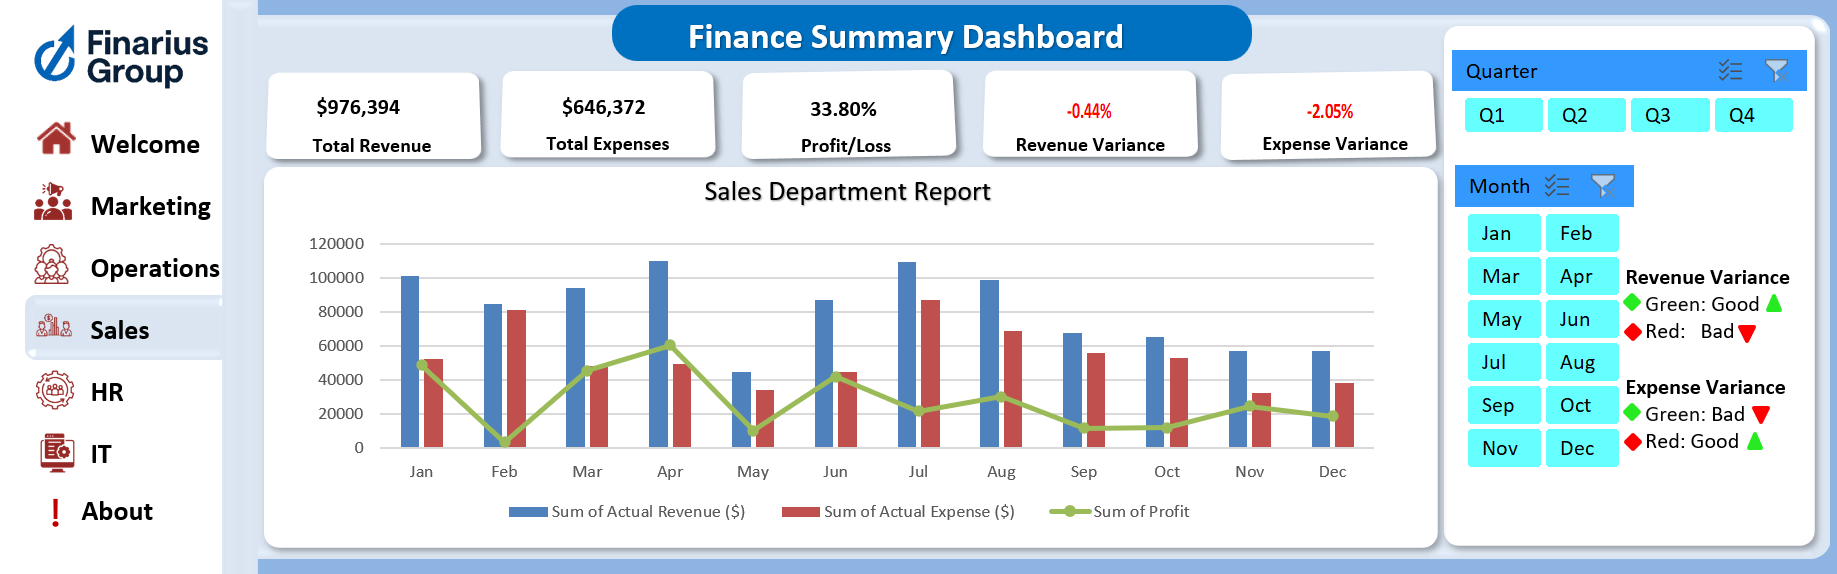 Finarius
Group
Welcome
Marketing
Operations
Sales
HR
IT
About
Finance Summary Dashboard
$976,394
Total Revenue
$646,372
Total Expenses
33.80%
Profit/Loss
-0.44%
Revenue Variance
-2.05%
Expense Variance
Sales Department Report
120000
100000
80000
60000
40000
20000
0
Jan Feb Mar Apr May Jun Jul Aug Sep Oct Nov Dec
Sum of Actual Revenue ($) Sum of Actual Expense ($) Sum of Profit
Quarter
Q1 Q2 Q3 Q4
Month
Jan Feb
Mar Apr
May Jun
Jul Aug
Sep Oct
Nov Dec
Revenue Variance
Green: Good
Red: Bad
Expense Variance
Green: Bad
Red: Good